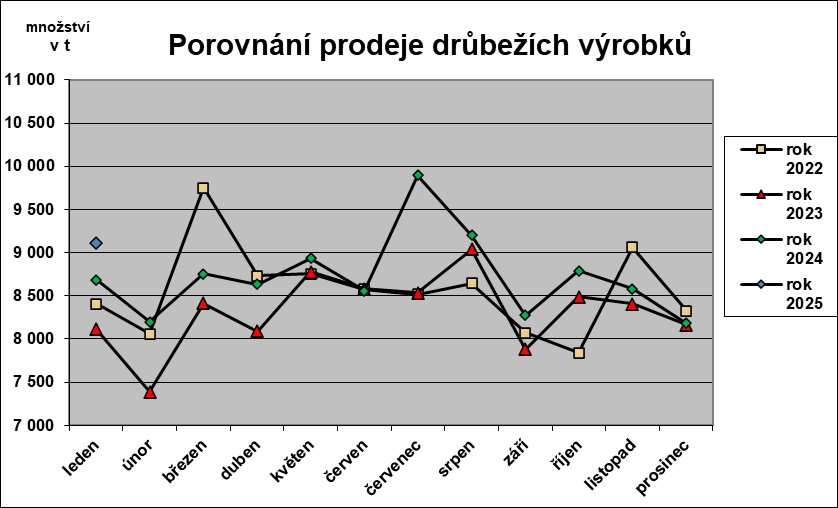 množství
v t
Porovnání prodeje drůbežích výrobků
11 000
10 500
10 000
9 500
9 000
8 500
8 000
7 500
7 000
leden
únor
březen
duben
květen
červen
červenec
srpen
září
říjen
listopad
prosinec
rok
2022
rok
2023
rok
2024
rok
2025